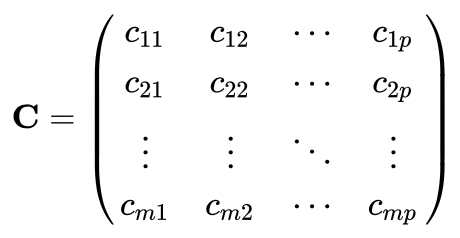 C = ( c₁₁ c₁₂ ⋯ c₁ₚ
c₂₁ c₂₂ ⋯ c₂ₚ
⋮ ⋮ ⋱ ⋮
cₘ₁ cₘ₂ ⋯ cₘₚ )